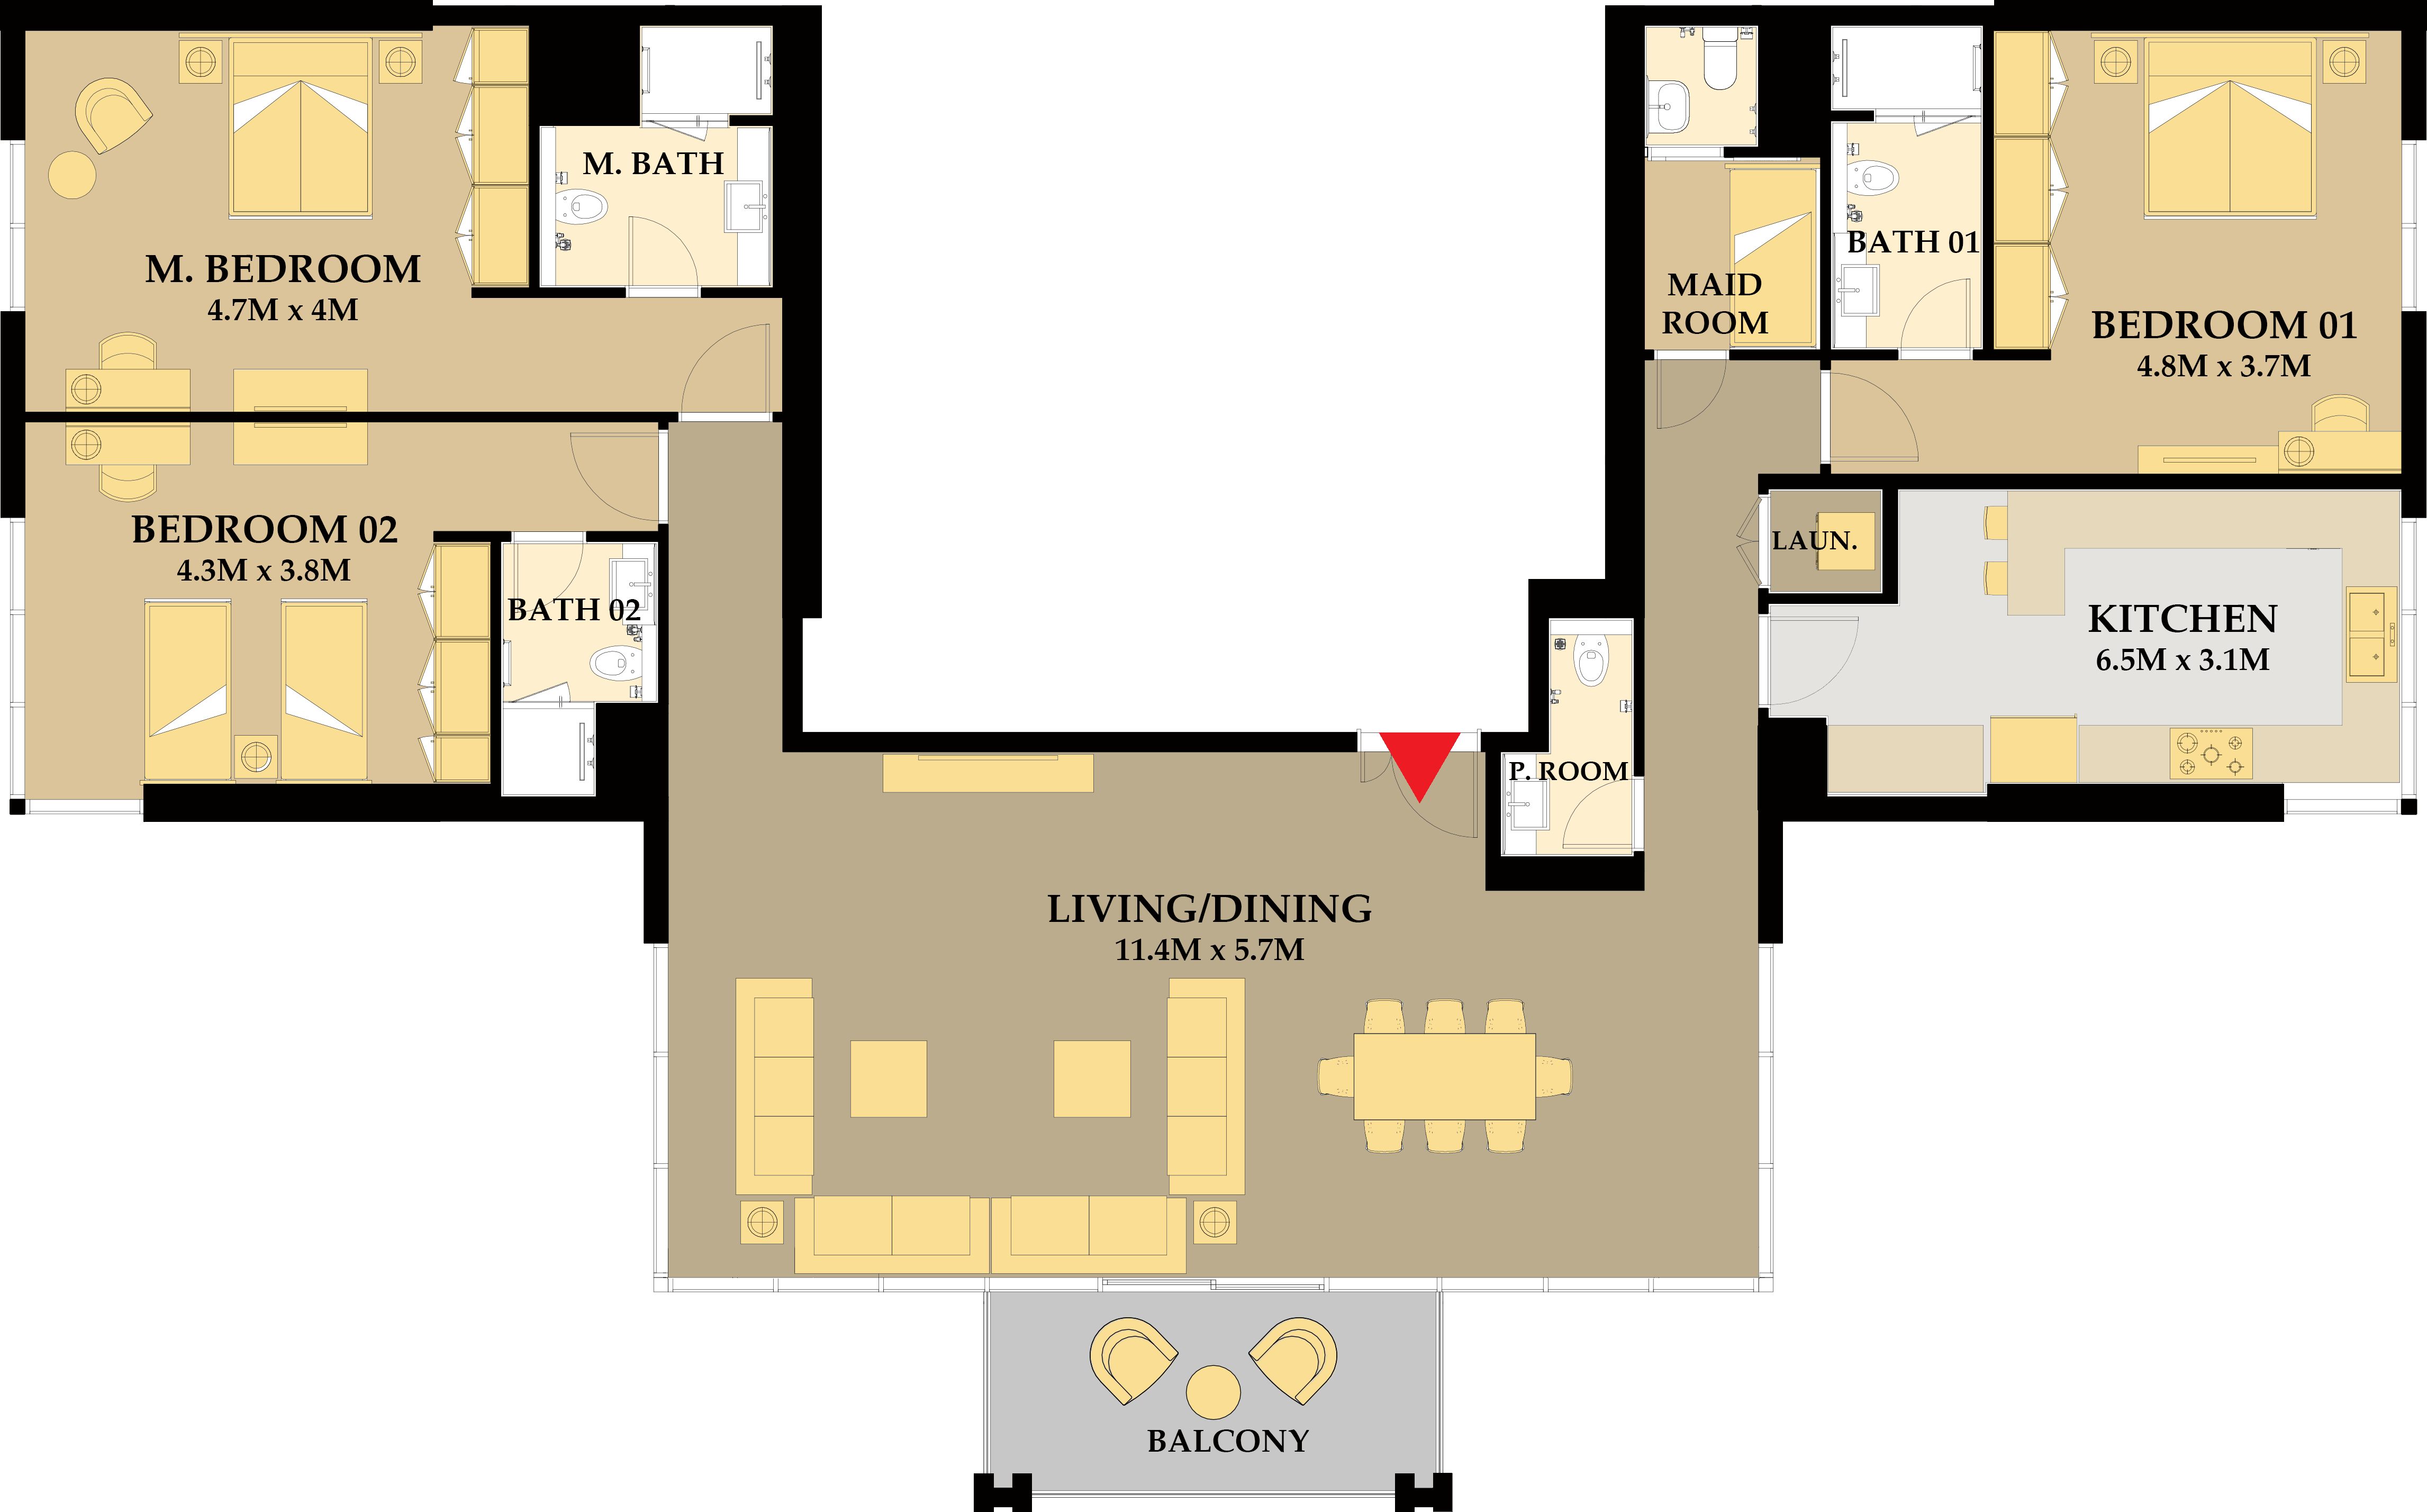 M. BATH
M. BEDROOM
4.7M x 4M
BATH 01
MAID
ROOM
BEDROOM 01
4.8M x 3.7M
BEDROOM 02
4.3M x 3.8M
BATH 02
LAUN.
KITCHEN
6.5M x 3.1M
P. ROOM
LIVING/DINING
11.4M x 5.7M
BALCONY